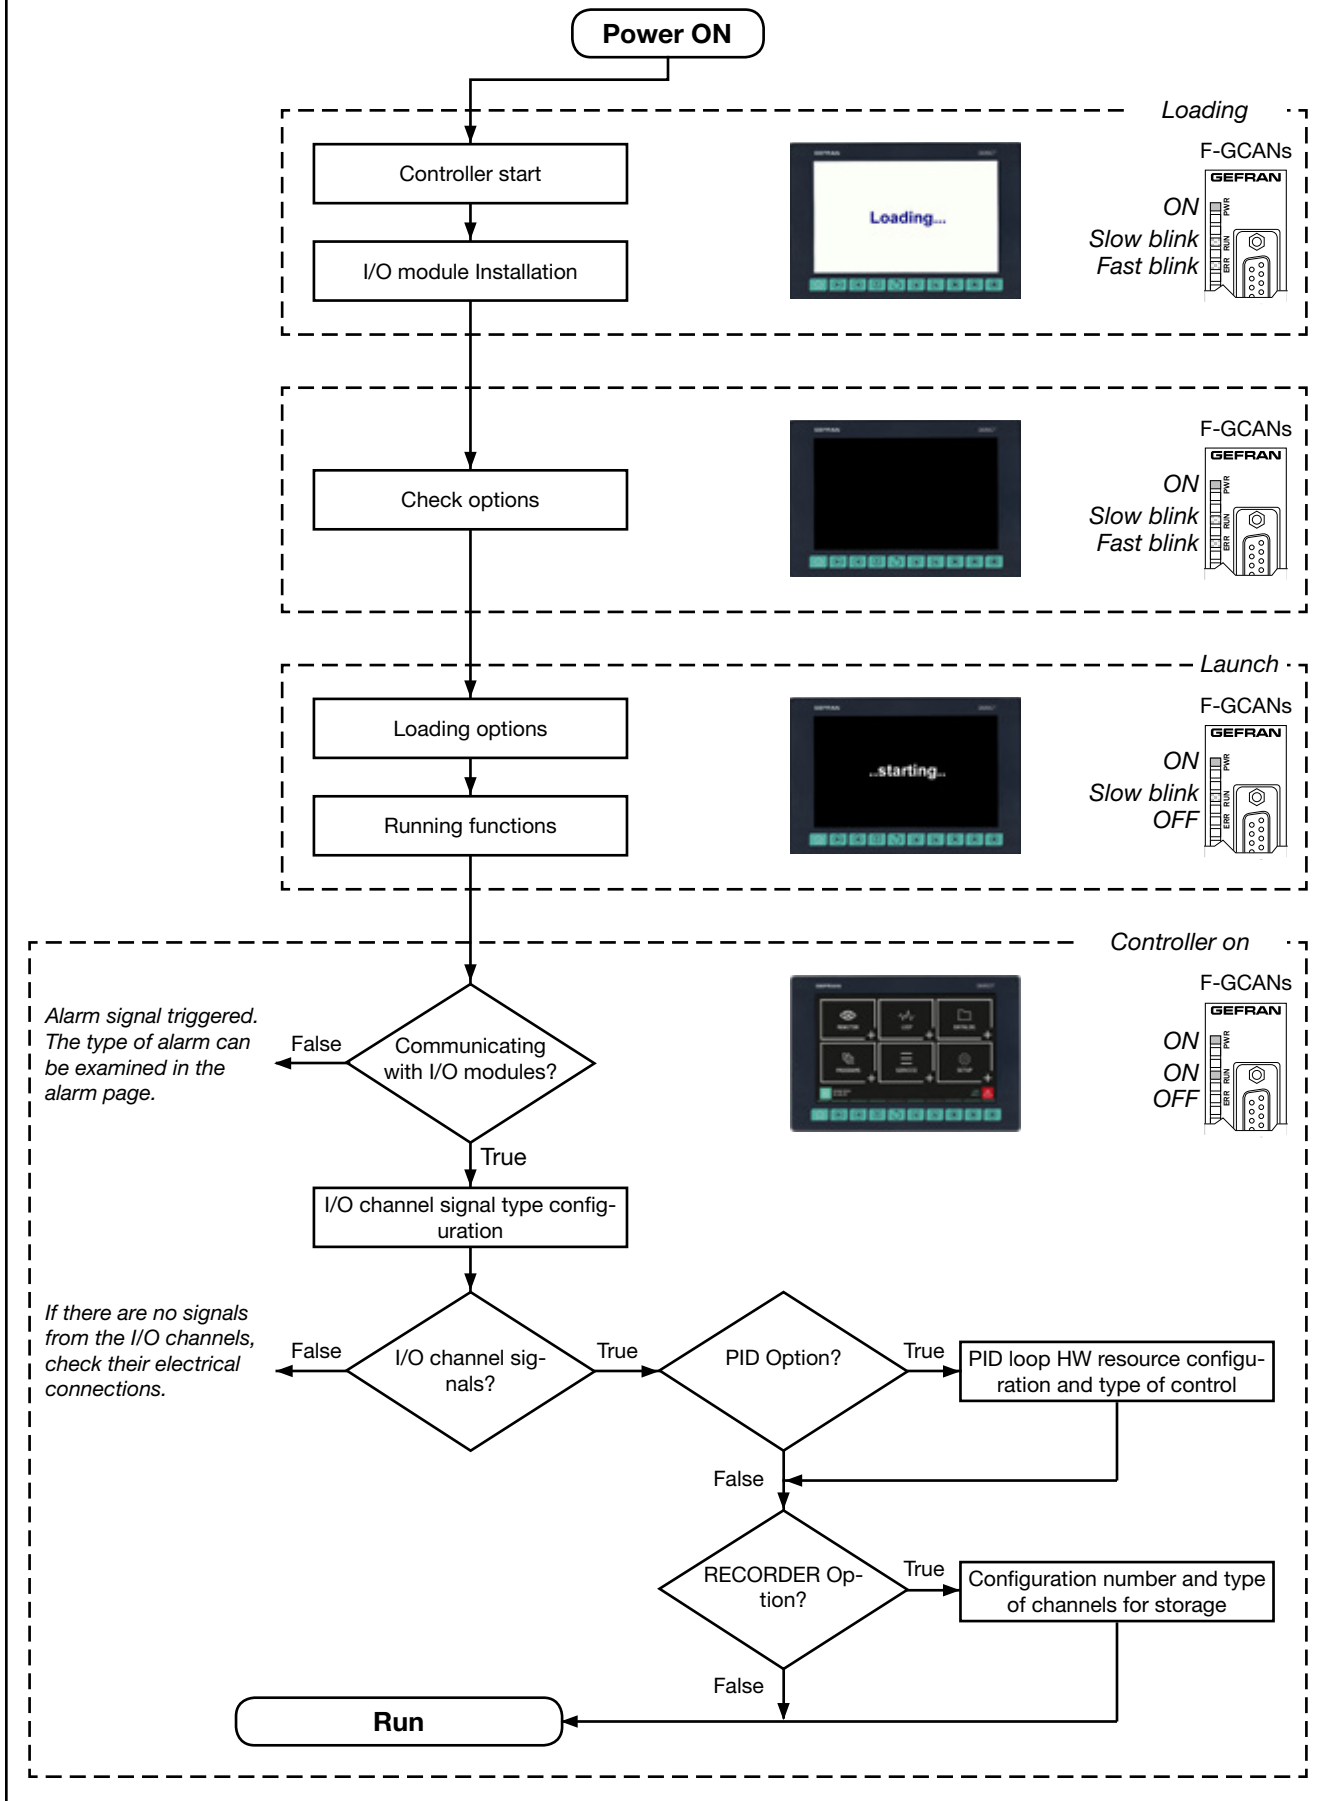 Power ON
Loading
Controller start
I/O module Installation
GEFRAN
Loading...
F-GCANs
GEFRAN
ON
Slow blink
Fast blink
PWR
RUN
ERR
Check options
GEFRAN
F-GCANs
GEFRAN
ON
Slow blink
Fast blink
PWR
RUN
ERR
Launch
Loading options
Running functions
GEFRAN
..starting..
F-GCANs
GEFRAN
ON
Slow blink
OFF
PWR
RUN
ERR
Controller on
Alarm signal triggered.
The type of alarm can
be examined in the
alarm page.
False
Communicating
with I/O modules?
True
GEFRAN
SERVICE
SETUP
F-GCANs
GEFRAN
ON
ON
OFF
PWR
RUN
ERR
I/O channel signal type config-
uration
If there are no signals
from the I/O channels,
check their electrical
connections.
False
I/O channel sig-
nals?
True
PID Option?
True
PID loop HW resource configu-
ration and type of control
False
RECORDER Op-
tion?
True
Configuration number and type
of channels for storage
False
Run